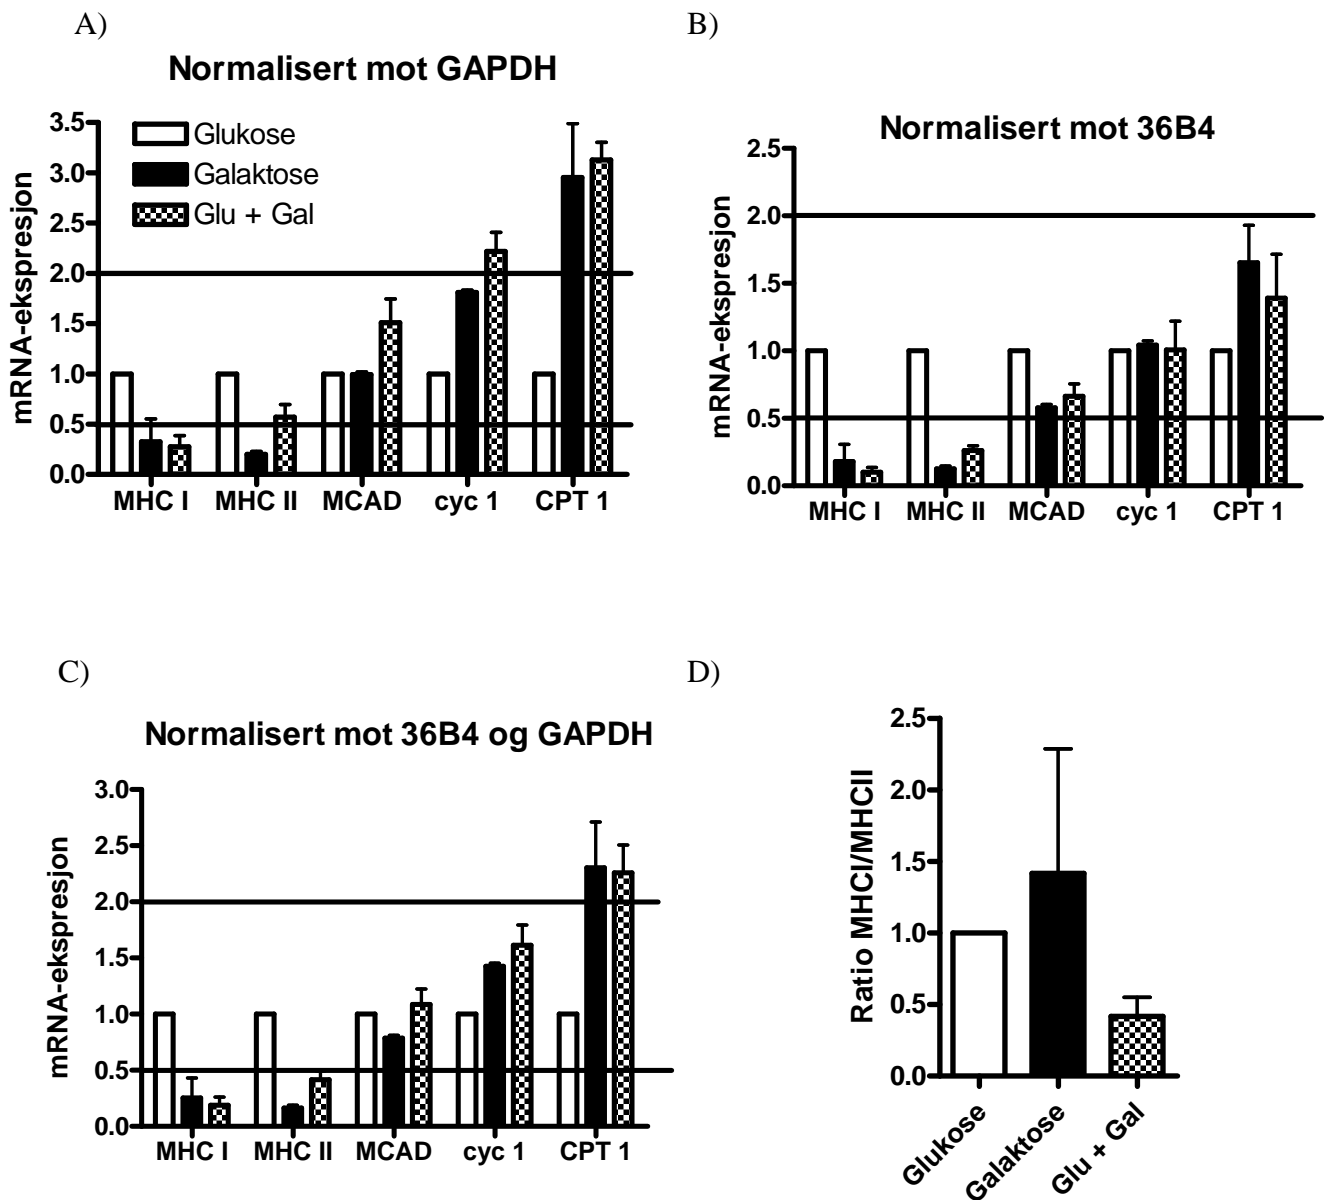 A)
Normalisert mot GAPDH
3.5
3.0
2.5
2.0
1.5
1.0
0.5
0.0
mRNA-ekspresjon
Glukose
Galaktose
Glu + Gal
MHC I MHC II MCAD cyc 1 CPT 1
B)
Normalisert mot 36B4
2.5
2.0
1.5
1.0
0.5
0.0
mRNA-ekspresjon
MHC I MHC II MCAD cyc 1 CPT 1
C)
Normalisert mot 36B4 og GAPDH
3.0
2.5
2.0
1.5
1.0
0.5
0.0
mRNA-ekspresjon
MHC I MHC II MCAD cyc 1 CPT 1
D)
2.5
2.0
1.5
1.0
0.5
0.0
Ratio MHCI/MHCII
Glukose
Galaktose
Glu + Gal